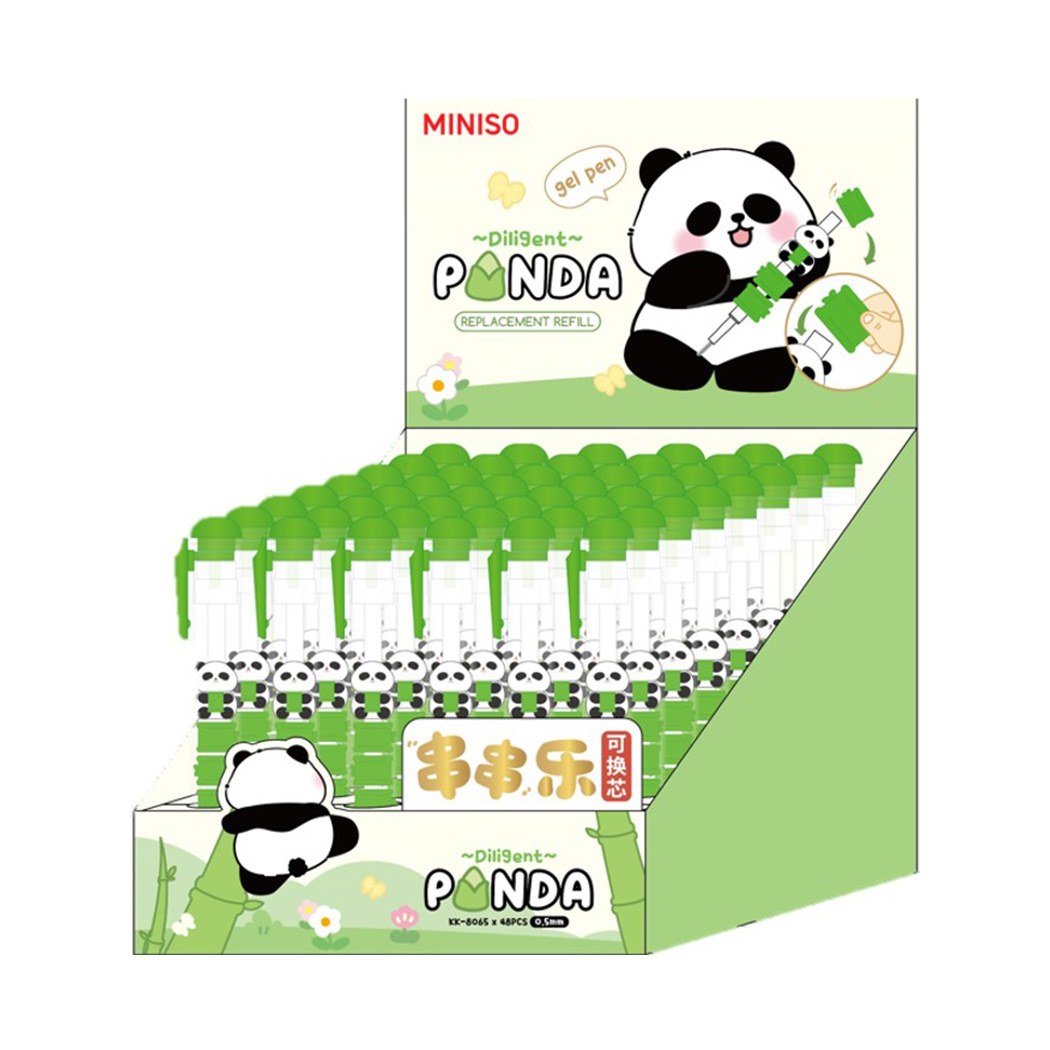 MINISO
gel pen
~Diligent~
PANDA
REPLACEMENT REFILL
串串乐
可换芯
~Diligent~
PANDA
KK-8065 x 48PCS 0.5mm